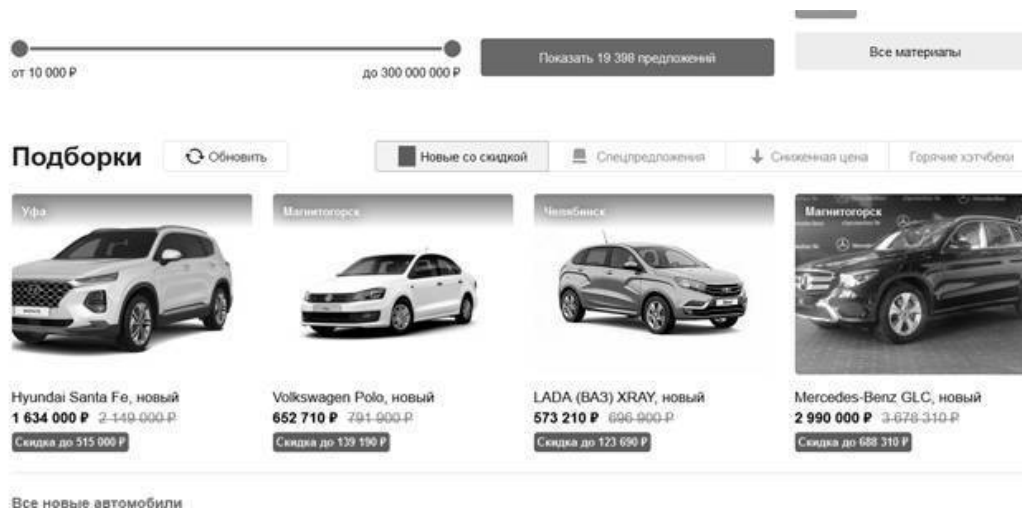 от 10 000 ₽ до 300 000 000 ₽
Показать 19 398 предложений
Все материалы
Подборки
Обновить
Новые со скидкой
Спецпредложения
Сниженная цена
Горячие хэтчбеки
Уфа
Магнитогорск
Челябинск
Магнитогорск
Hyundai Santa Fe, новый
1 634 000 ₽ 2 149 000 ₽
Скидка до 515 000 ₽
Volkswagen Polo, новый
652 710 ₽ 791 900 ₽
Скидка до 139 190 ₽
LADA (ВАЗ) XRAY, новый
573 210 ₽ 696 900 ₽
Скидка до 123 690 ₽
Mercedes-Benz GLC, новый
2 990 000 ₽ 3 678 310 ₽
Скидка до 688 310 ₽
Все новые автомобили